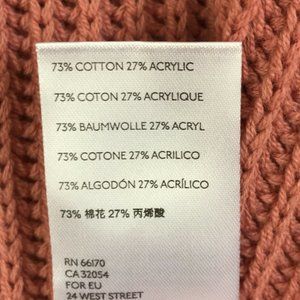 73% COTTON 27% ACRYLIC
73% COTON 27% ACRYLIQUE
73% BAUMWOLLE 27% ACRYL
73% COTONE 27% ACRILICO
73% ALGODÓN 27% ACRÍLICO
73% 棉花 27% 丙烯酸
RN 66170
CA 32054
FOR EU
24 WEST STREET